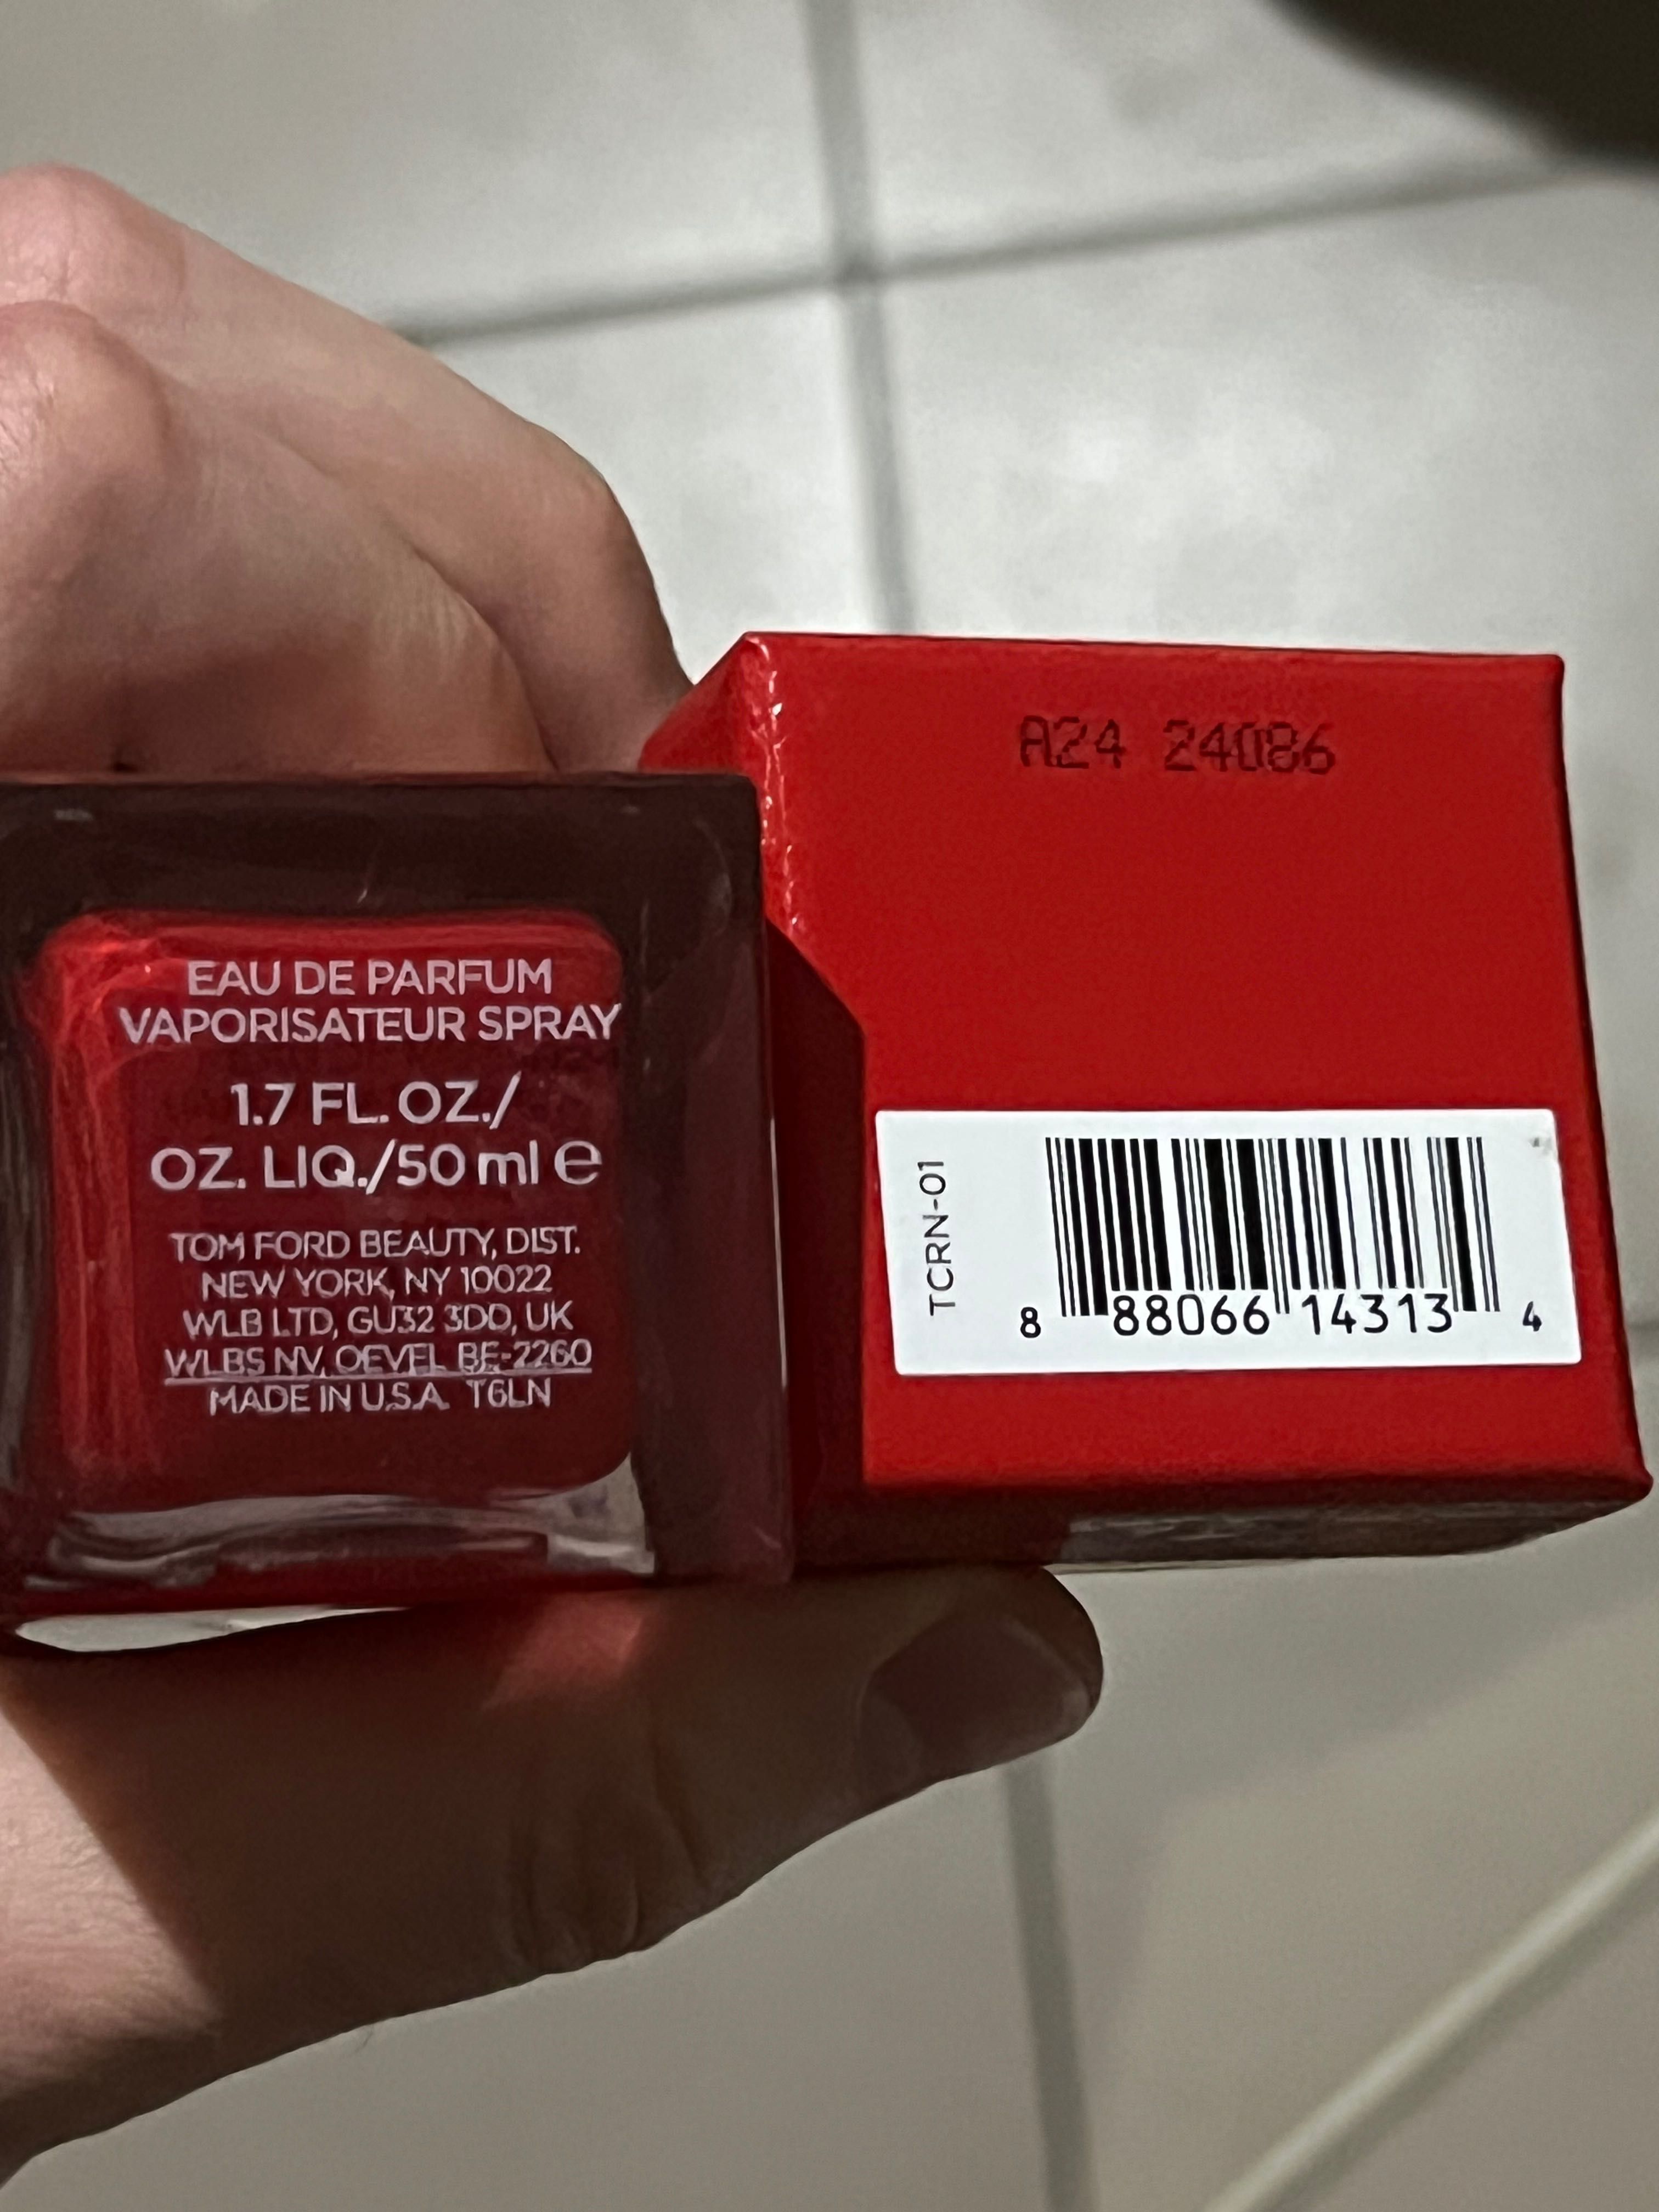 EAU DE PARFUM
VAPORISATEUR SPRAY
1.7 FL. OZ./
OZ. LIQ./50 ml e
TOM FORD BEAUTY, DIST.
NEW YORK, NY 10022
WLB LTD, GU32 3DD, UK
WLBS NV, OEVEL BE-2260
MADE IN U.S.A. T6LN
A24 24086
TCRN-01
8 88066 14313 4